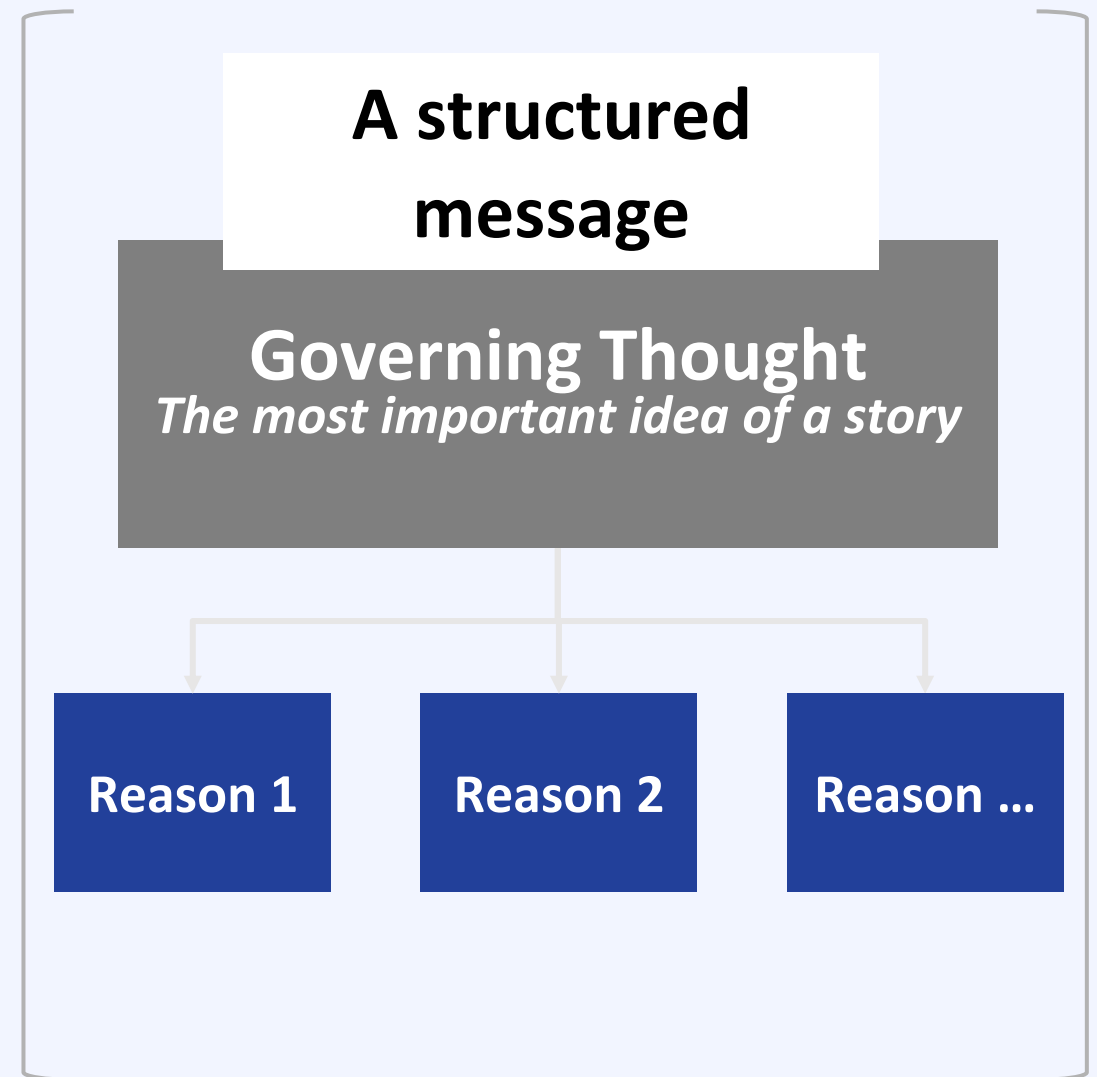 A structured
message
Governing Thought
The most important idea of a story
Reason 1
Reason 2
Reason ...